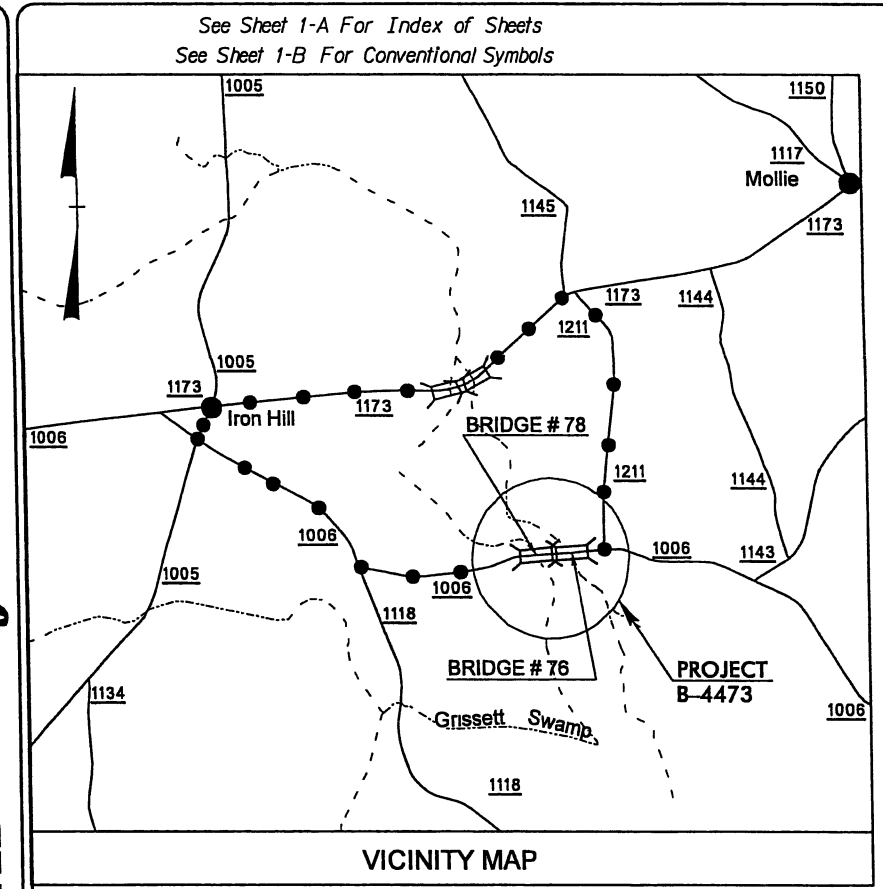 See Sheet 1-A For Index of Sheets
See Sheet 1-B For Conventional Symbols
1005
1150
1117
Mollie
1145
1173
1173
1144
1211
1005
1173
Iron Hill
1173
1006
BRIDGE # 78
1211
1144
1006
1006
1143
1005
1006
1118
BRIDGE # 76
PROJECT
B-4473
1134
1006
Grissett Swamp
1118
VICINITY MAP